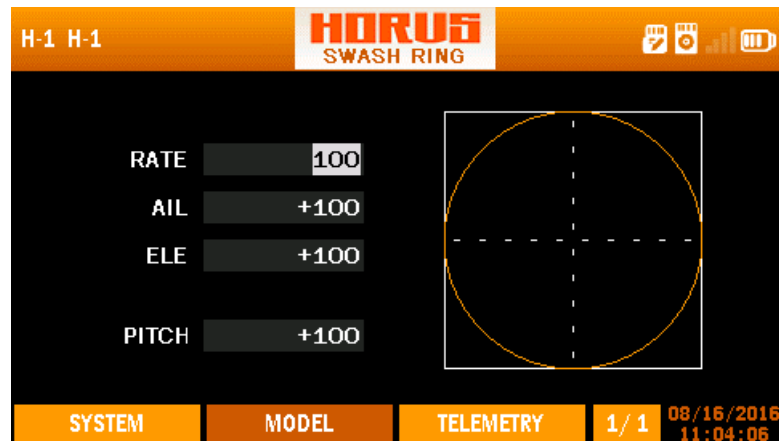 H-1 H-1
HORUS
SWASH RING
RATE 100
AIL +100
ELE +100
PITCH +100
SYSTEM MODEL TELEMETRY 1/1 08/16/2016
11:04:06